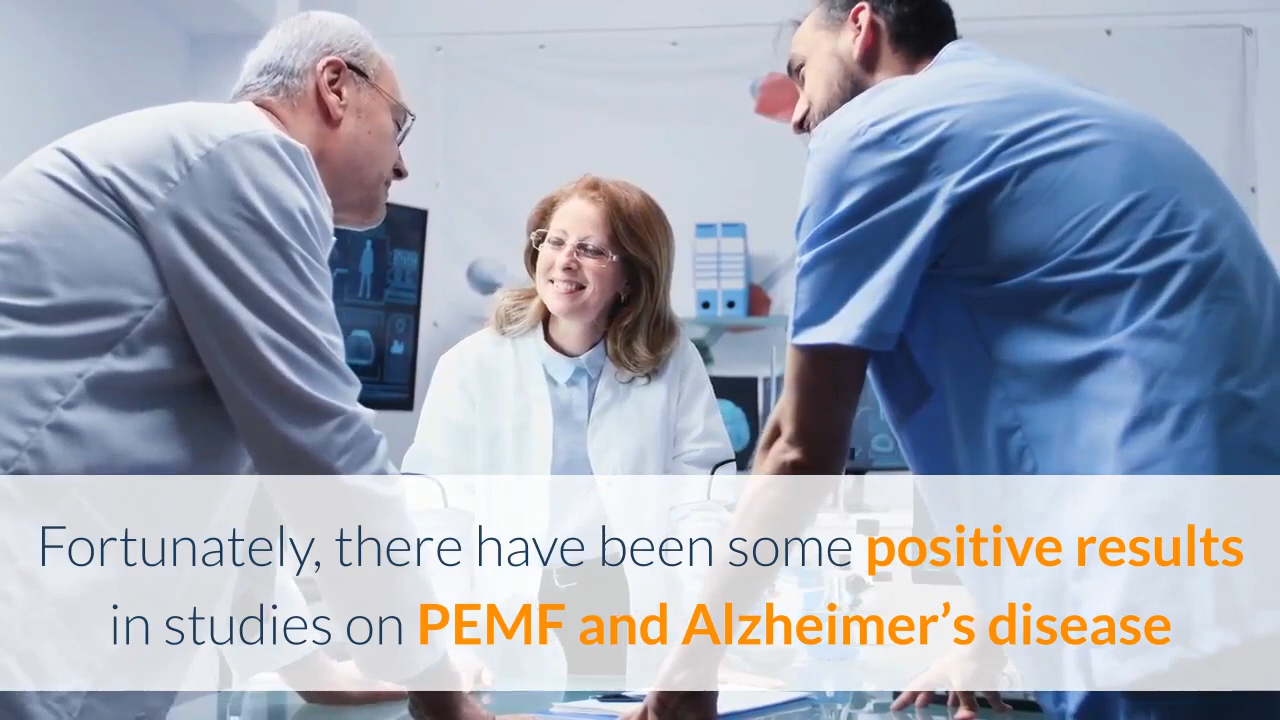 Fortunately, there have been some positive results
in studies on PEMF and Alzheimer’s disease